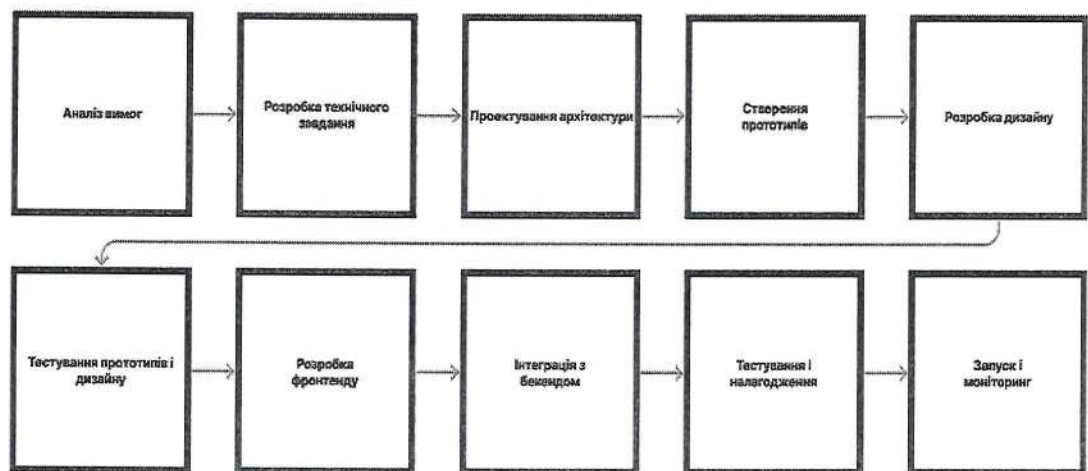 Аналіз вимог
Розробка технічного
завдання
Проектування архітектури
Створення
прототипів
Розробка дизайну
Тестування прототипів і
дизайну
Розробка
фронтенду
Інтеграція з
бекендом
Тестування і
налагодження
Запуск і
моніторинг